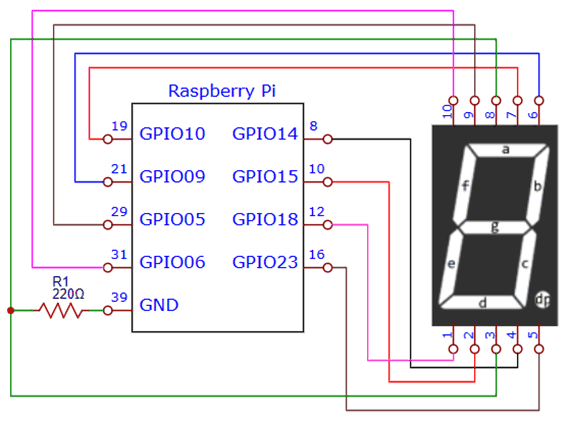 10 9 8 7 6
Raspberry Pi
19 GPIO10 GPIO14 8
21 GPIO09 GPIO15 10
29 GPIO05 GPIO18 12
31 GPIO06 GPIO23 16
R1
220Ω
39 GND
a
f b
g
e c
d dp
1 2 3 4 5